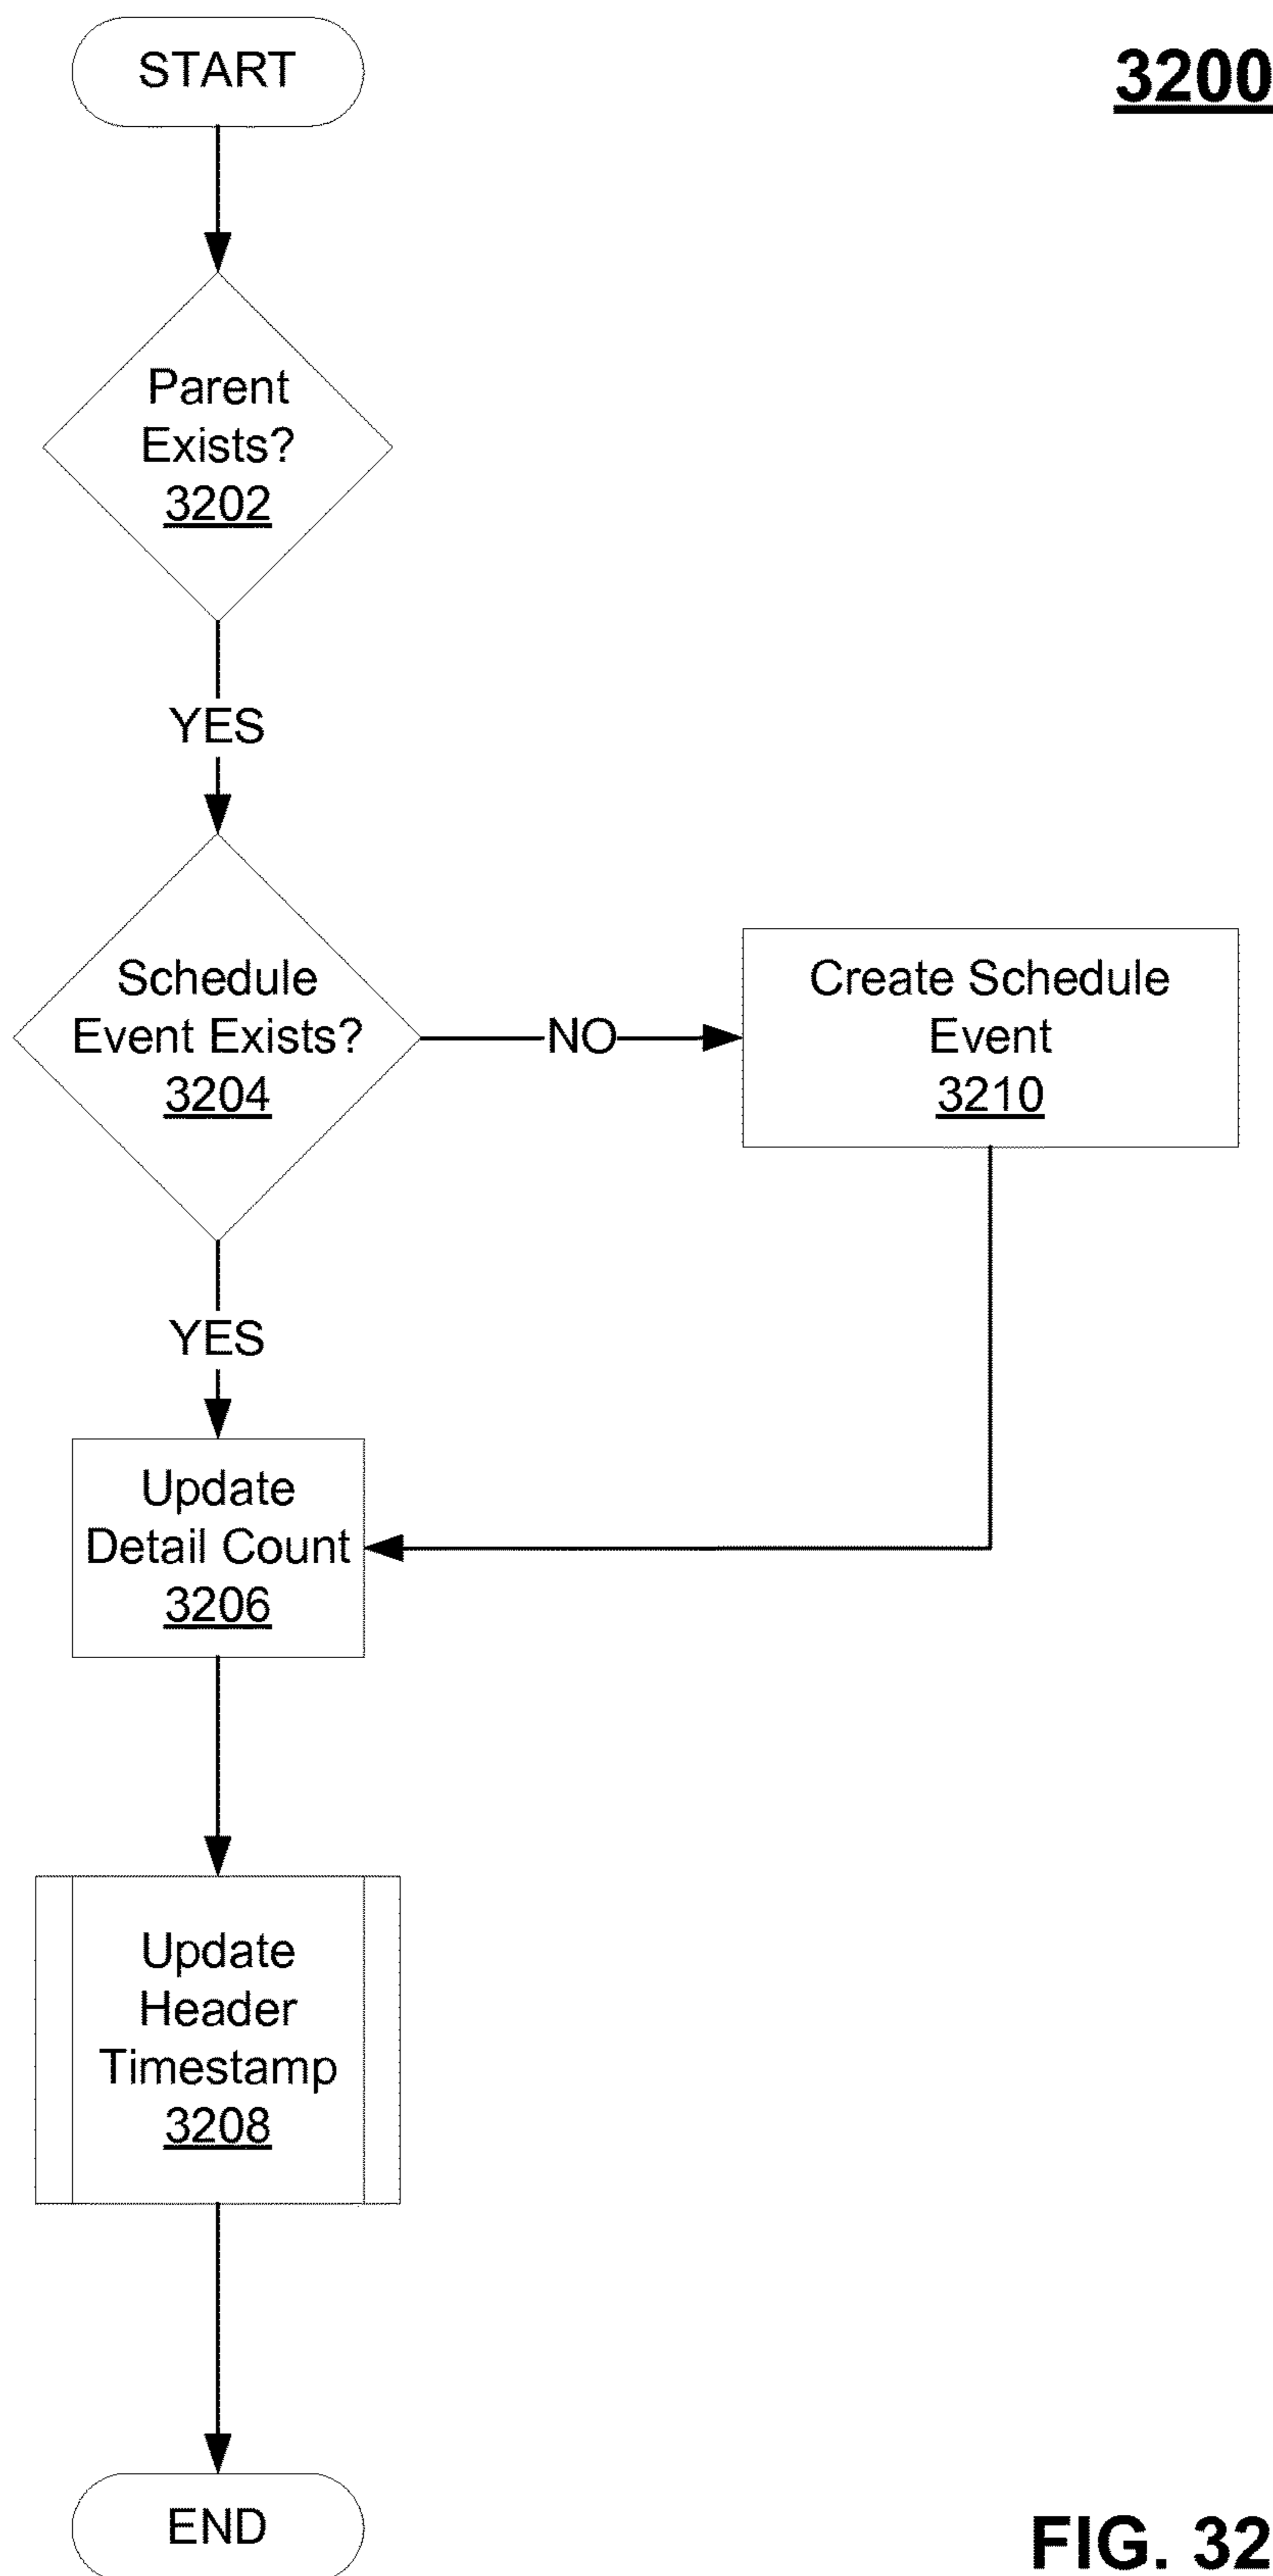 START
3200
Parent
Exists?
3202
YES
Schedule
Event Exists?
3204
NO
Create Schedule
Event
3210
YES
Update
Detail Count
3206
Update
Header
Timestamp
3208
END
FIG. 32